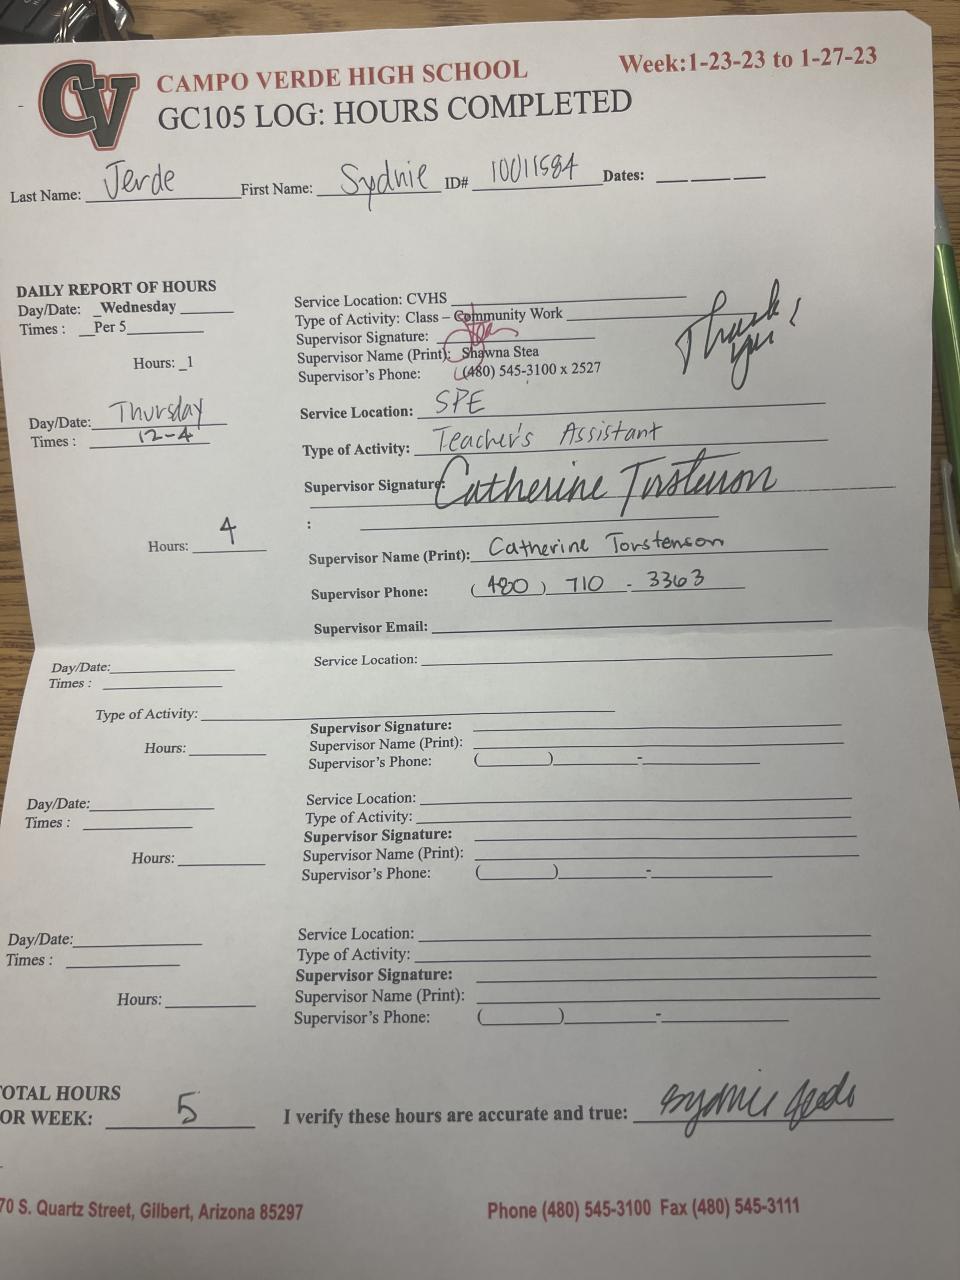 CV CAMPO VERDE HIGH SCHOOL Week:1-23-23 to 1-27-23
GC105 LOG: HOURS COMPLETED
Last Name: Jerde First Name: Sydnie ID# 10011584 Dates: ___ ___ ___
DAILY REPORT OF HOURS
Day/Date: _Wednesday
Times : __Per 5
Hours: _1
Service Location: CVHS
Type of Activity: Class – Community Work
Supervisor Signature:
Supervisor Name (Print): Shawna Stea
Supervisor's Phone: (480) 545-3100 x 2527
Thank
you!
Day/Date: Thursday
Times : 12-4
Hours: 4
Service Location: SPE
Type of Activity: Teacher's Assistant
Supervisor Signature: Catherine Torstenson
:
Supervisor Name (Print): Catherine Torstenson
Supervisor Phone: (480) 710 - 3363
Supervisor Email:
Day/Date:
Times :
Service Location:
Type of Activity:
Hours:
Supervisor Signature:
Supervisor Name (Print):
Supervisor's Phone: ( ) -
Day/Date:
Times :
Hours:
Service Location:
Type of Activity:
Supervisor Signature:
Supervisor Name (Print):
Supervisor's Phone: ( ) -
Day/Date:
Times :
Hours:
Service Location:
Type of Activity:
Supervisor Signature:
Supervisor Name (Print):
Supervisor's Phone: ( ) -
OTAL HOURS
OR WEEK: 5 I verify these hours are accurate and true: Sydnie Jerde
70 S. Quartz Street, Gilbert, Arizona 85297 Phone (480) 545-3100 Fax (480) 545-3111